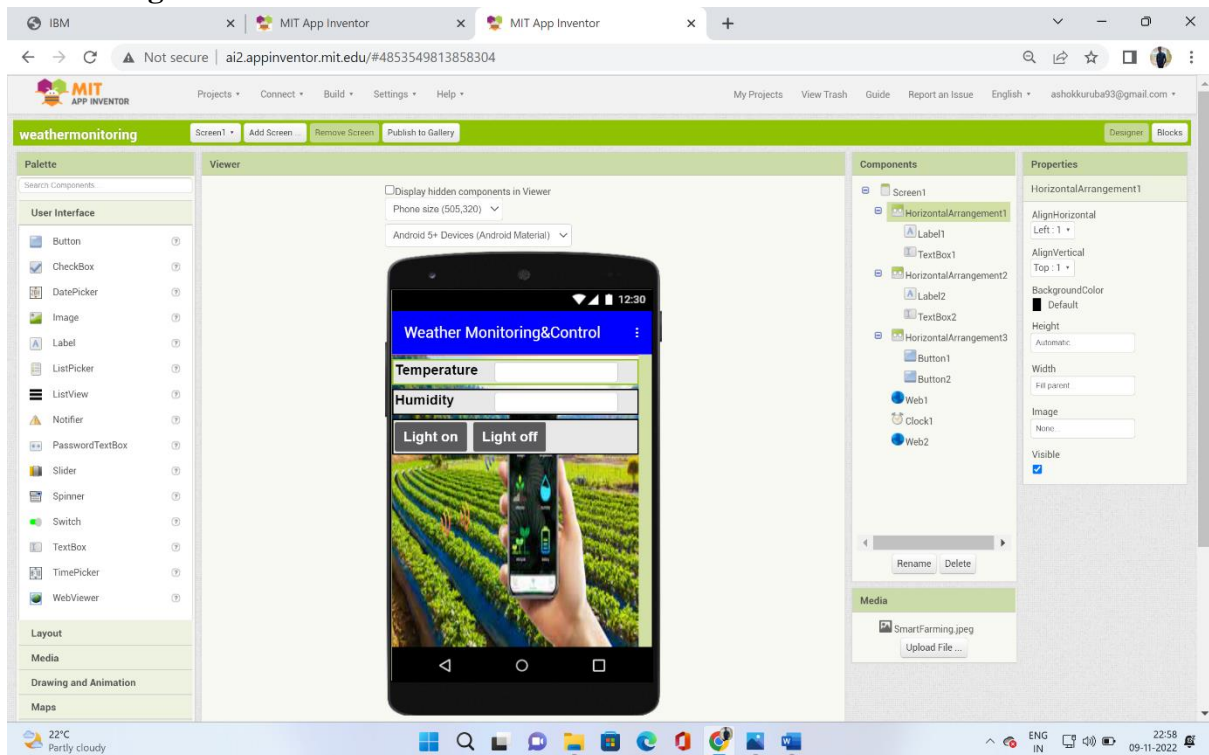 IBM
MIT App Inventor
MIT App Inventor
Not secure
ai2.appinventor.mit.edu/#4853549813858304
MIT
APP INVENTOR
Projects
Connect
Build
Settings
Help
My Projects
View Trash
Guide
Report an Issue
English
ashokkuruba93@gmail.com
weathermonitoring
Screen1
Add Screen ...
Remove Screen
Publish to Gallery
Designer
Blocks
Palette
Search Components...
User Interface
Button
CheckBox
DatePicker
Image
Label
ListPicker
ListView
Notifier
PasswordTextBox
Slider
Spinner
Switch
TextBox
TimePicker
WebViewer
Layout
Media
Drawing and Animation
Maps
Viewer
Display hidden components in Viewer
Phone size (505,320)
Android 5+ Devices (Android Material)
12:30
Weather Monitoring&Control
Temperature
Humidity
Light on
Light off
Components
Screen1
HorizontalArrangement1
Label1
TextBox1
HorizontalArrangement2
Label2
TextBox2
HorizontalArrangement3
Button1
Button2
Web1
Clock1
Web2
Rename
Delete
Media
SmartFarming.jpeg
Upload File ...
Properties
HorizontalArrangement1
AlignHorizontal
Left : 1
AlignVertical
Top : 1
BackgroundColor
Default
Height
Automatic
Width
Fill parent
Image
None...
Visible
22°C
Partly cloudy
ENG
IN
22:58
09-11-2022